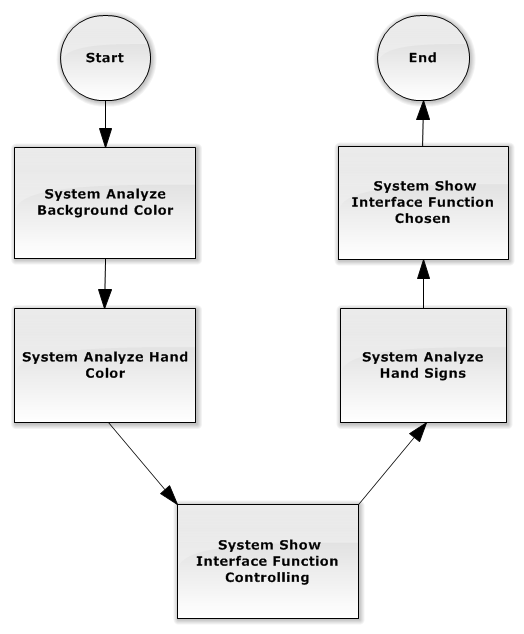 Start
System Analyze
Background Color
System Analyze Hand
Color
System Show
Interface Function
Controlling
System Analyze
Hand Signs
System Show
Interface Function
Chosen
End